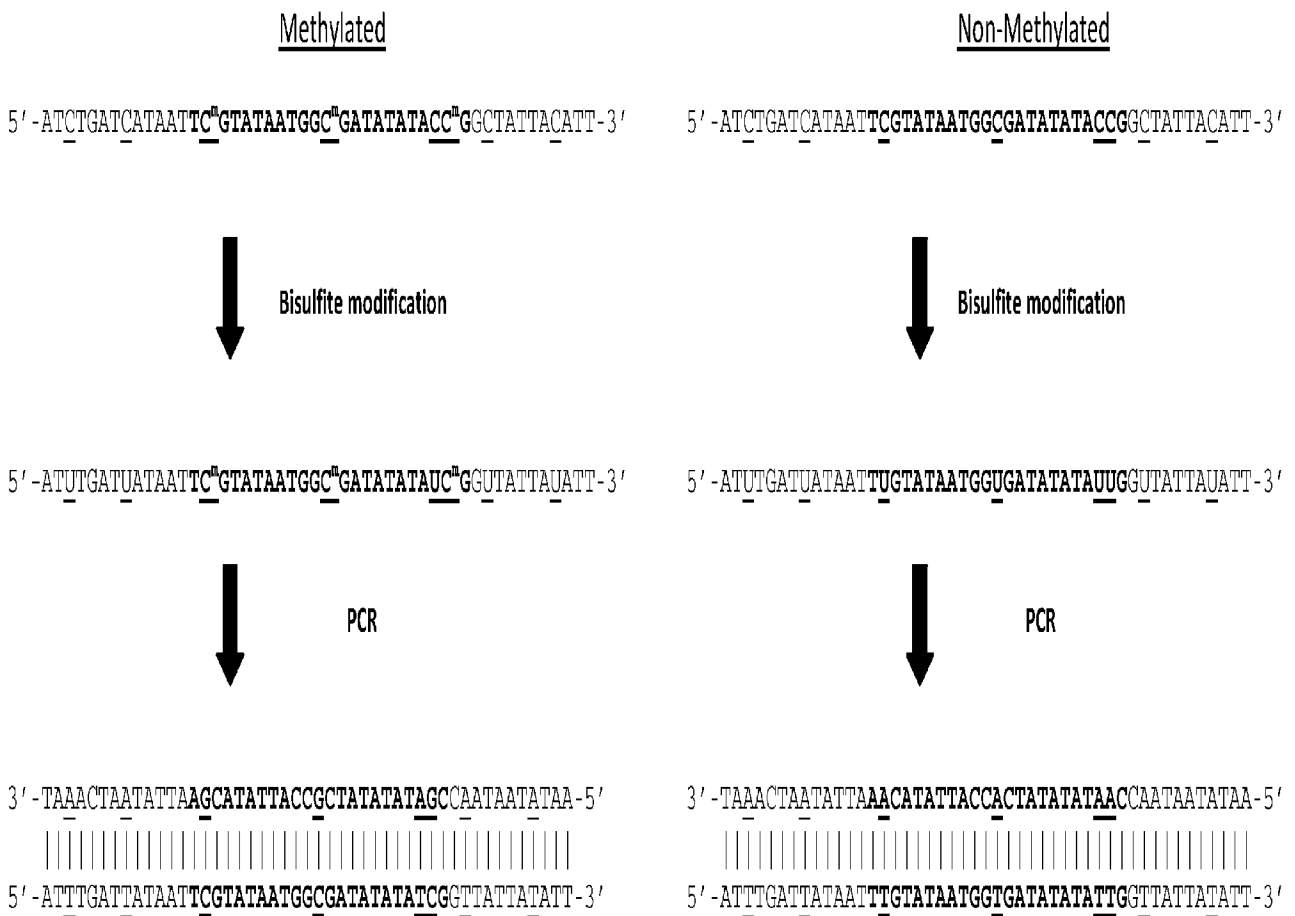 Methylated Non-Methylated
5'-ATCTGATCATAATTCᵐGTATAATGGCᵐGATATATACCᵐGGCTATTACATT-3' 5'-ATCTGATCATAATTCGTATAATGGCGATATATACCGGCTATTACATT-3'
Bisulfite modification Bisulfite modification
5'-ATUTGATUATAATTCᵐGTATAATGGCᵐGATATATAUCᵐGGUTATTAUATT-3' 5'-ATUTGATUATAATTUGTATAATGGUGATATATAUUGGUTATTAUATT-3'
PCR PCR
3'-TAAACTAATATTAAGCATATTACCGCTATATATAGCCAATAATATAA-5' 3'-TAAACTAATATTAAACATATTACCACTATATATAACCAATAATATAA-5'
5'-ATTTGATTATAATTCGTATAATGGCGATATATATCGGTTATTATATT-3' 5'-ATTTGATTATAATTTGTATAATGGTGATATATATTGGTTATTATATT-3'